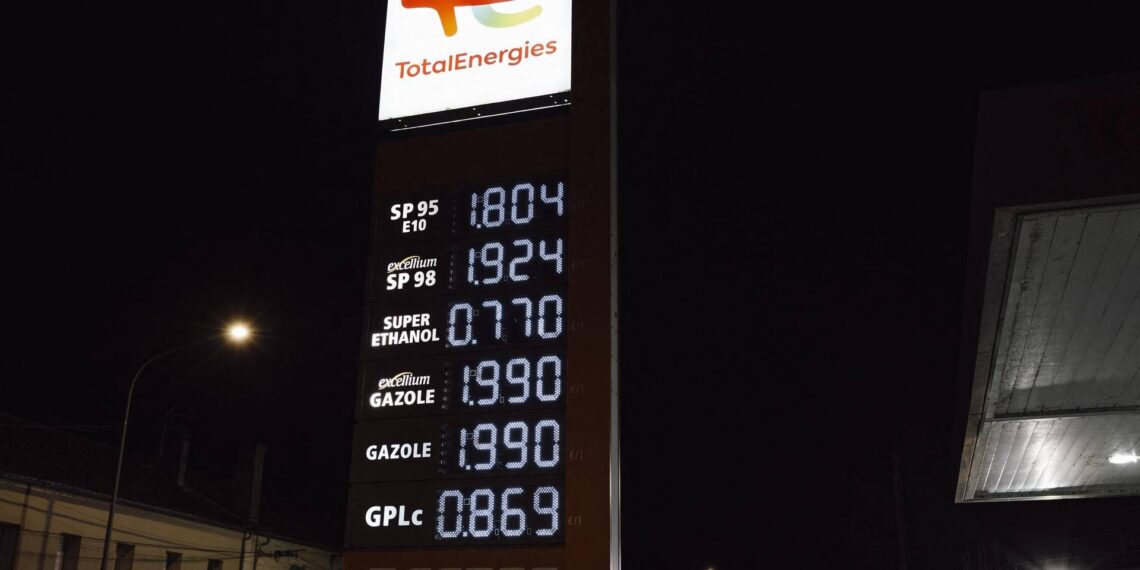 TotalEnergies
SP 95 1.804
E10
excellium
SP 98 1.924
SUPER
ETHANOL 0.770
excellium
GAZOLE 1.990
GAZOLE 1.990
GPLc 0.869